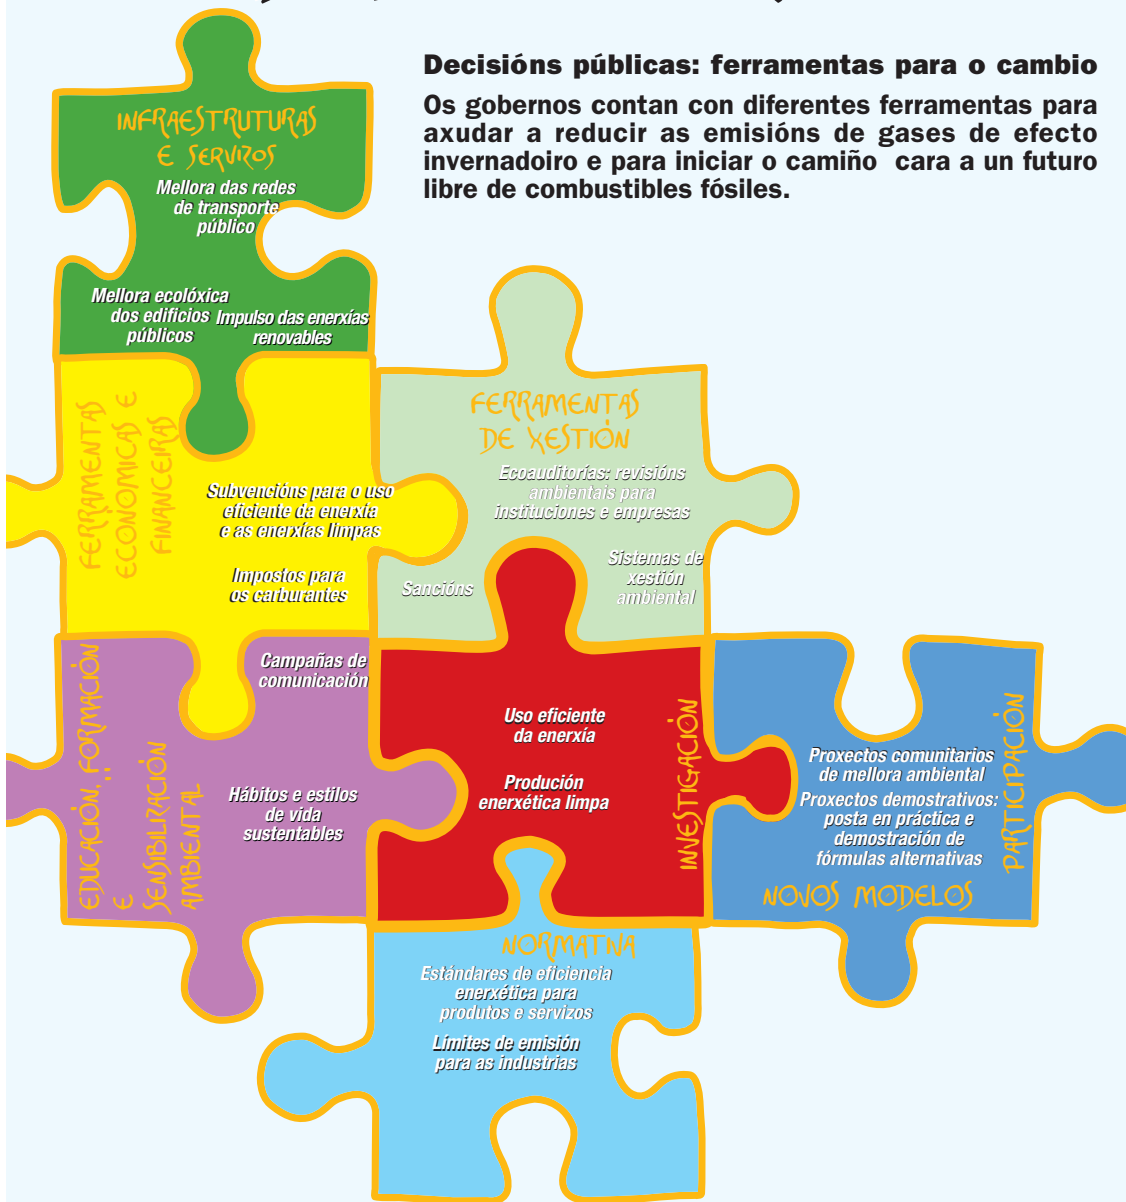 Decisións públicas: ferramentas para o cambio
Os gobernos contan con diferentes ferramentas para
axudar a reducir as emisións de gases de efecto
invernadoiro e para iniciar o camiño cara a un futuro
libre de combustibles fósiles.
INFRAESTRUTURAS
E SERVIZOS
Mellora das redes
de transporte
público
Mellora ecolóxica
dos edificios
públicos
Impulso das enerxías
renovables
FERRAMENTAS
ECONÓMICAS E
FINANCEIRAS
Subvencións para o uso
eficiente da enerxía
e as enerxías limpas
Impostos para
os carburantes
FERRAMENTAS
DE XESTIÓN
Ecoauditorías: revisións
ambientais para
instituciones e empresas
Sancións
Sistemas de
xestión
ambiental
EDUCACIÓN, FORMACIÓN
E
SENSIBILIZACIÓN
AMBIENTAL
Campañas de
comunicación
Hábitos e estilos
de vida
sustentables
Uso eficiente
da enerxía
Produción
enerxética limpa
INVESTIGACIÓN
Proxectos comunitarios
de mellora ambiental
Proxectos demostrativos:
posta en práctica e
demostración de
fórmulas alternativas
PARTICIPACIÓN
NOVOS MODELOS
NORMATIVA
Estándares de eficiencia
enerxética para
produtos e servizos
Límites de emisión
para as industrias